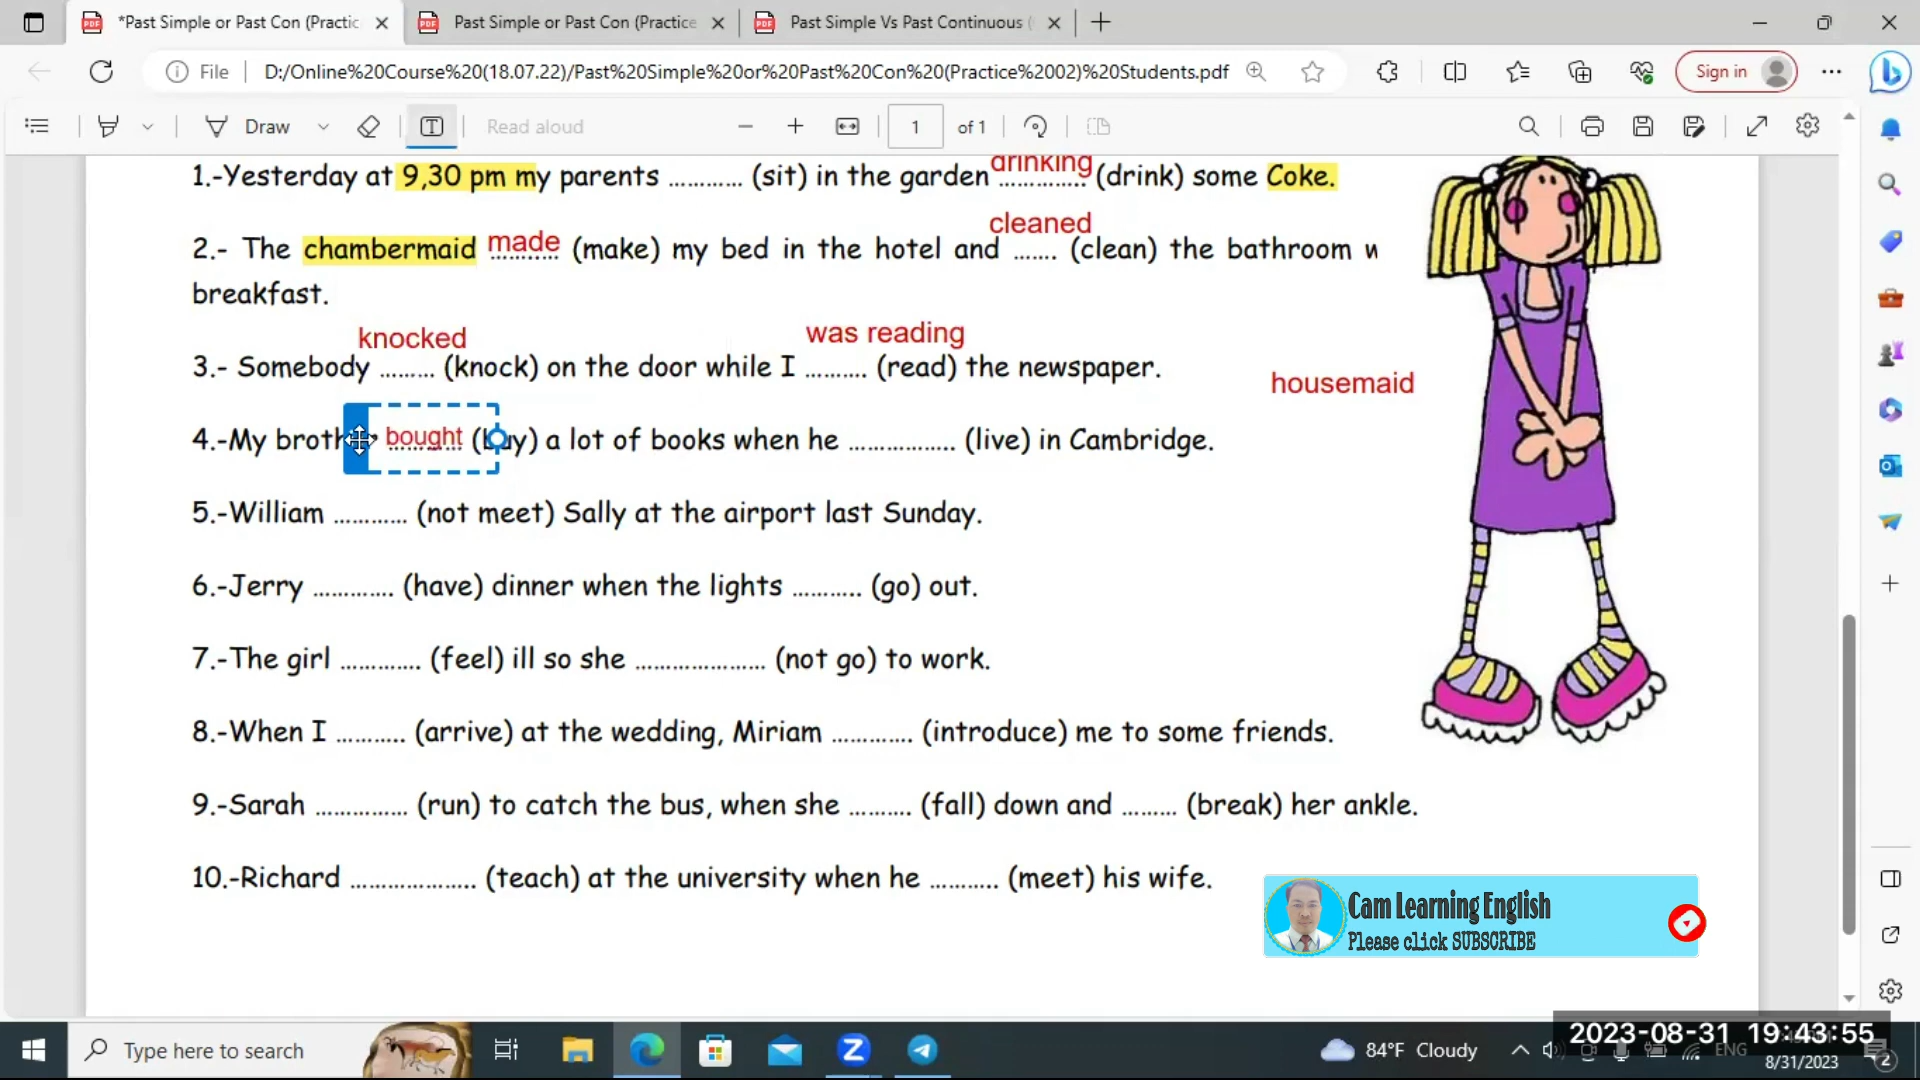 *Past Simple or Past Con (Practic
Past Simple or Past Con (Practice
Past Simple Vs Past Continuous (
File
D:/Online%20Course%20(18.07.22)/Past%20Simple%20or%20Past%20Con%20(Practice%2002)%20Students.pdf
Sign in
Draw
Read aloud
1
of 1
drinking
1.-Yesterday at 9,30 pm my parents ………… (sit) in the garden ………….. (drink) some Coke.
cleaned
2.- The chambermaid made ………… (make) my bed in the hotel and ……. (clean) the bathroom w
breakfast.
knocked
was reading
3.- Somebody ……… (knock) on the door while I ………. (read) the newspaper.
housemaid
4.-My brother bought ………… (buy) a lot of books when he …………….. (live) in Cambridge.
5.-William ………… (not meet) Sally at the airport last Sunday.
6.-Jerry …………. (have) dinner when the lights ……….. (go) out.
7.-The girl …………. (feel) ill so she ………………… (not go) to work.
8.-When I ……….. (arrive) at the wedding, Miriam …………. (introduce) me to some friends.
9.-Sarah …………… (run) to catch the bus, when she ………. (fall) down and ……… (break) her ankle.
10.-Richard ……………….. (teach) at the university when he ……….. (meet) his wife.
Cam Learning English
Please click SUBSCRIBE
2023-08-31 19:43:55
Type here to search
84°F Cloudy
ENG
8/31/2023
2